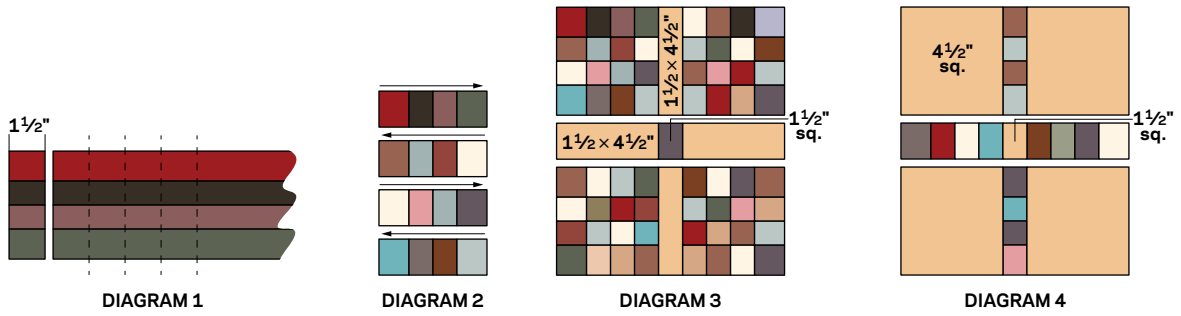 1½"
DIAGRAM 1
DIAGRAM 2
1½ × 4½"
1½ × 4½"
1½"
sq.
DIAGRAM 3
4½"
sq.
1½"
sq.
DIAGRAM 4